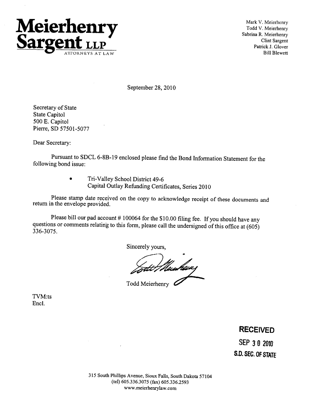 Meierhenry
Sargent LLP
ATTORNEYS AT LAW
Mark V. Meierhenry
Todd V. Meierhenry
Sabrina R. Meierhenry
Clint Sargent
Patrick J. Glover
Bill Blewett
September 28, 2010
Secretary of State
State Capitol
500 E. Capitol
Pierre, SD 57501-5077
Dear Secretary:
Pursuant to SDCL 6-8B-19 enclosed please find the Bond Information Statement for the
following bond issue:
• Tri-Valley School District 49-6
Capital Outlay Refunding Certificates, Series 2010
Please stamp date received on the copy to acknowledge receipt of these documents and
return in the envelope provided.
Please bill our pad account # 100064 for the $10.00 filing fee. If you should have any
questions or comments relating to this form, please call the undersigned of this office at (605)
336-3075.
Sincerely yours,
Todd Meierhenry
Todd Meierhenry
TVM:ts
Encl.
RECEIVED
SEP 30 2010
S.D. SEC. OF STATE
315 South Phillips Avenue, Sioux Falls, South Dakota 57104
(tel) 605.336.3075 (fax) 605.336.2593
www.meierhenrylaw.com